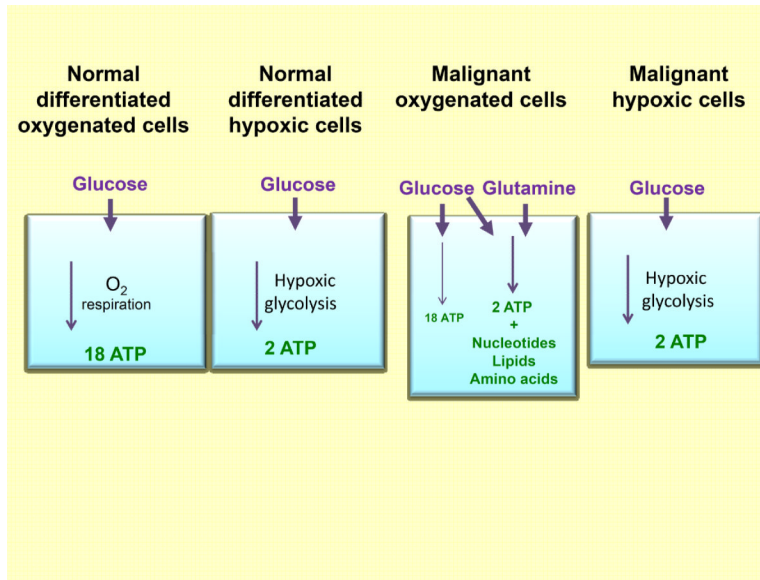 Normal
differentiated
oxygenated cells
Normal
differentiated
hypoxic cells
Malignant
oxygenated cells
Malignant
hypoxic cells
Glucose
Glucose
Glucose Glutamine
Glucose
O2
respiration
18 ATP
Hypoxic
glycolysis
2 ATP
18 ATP
2 ATP
+
Nucleotides
Lipids
Amino acids
Hypoxic
glycolysis
2 ATP